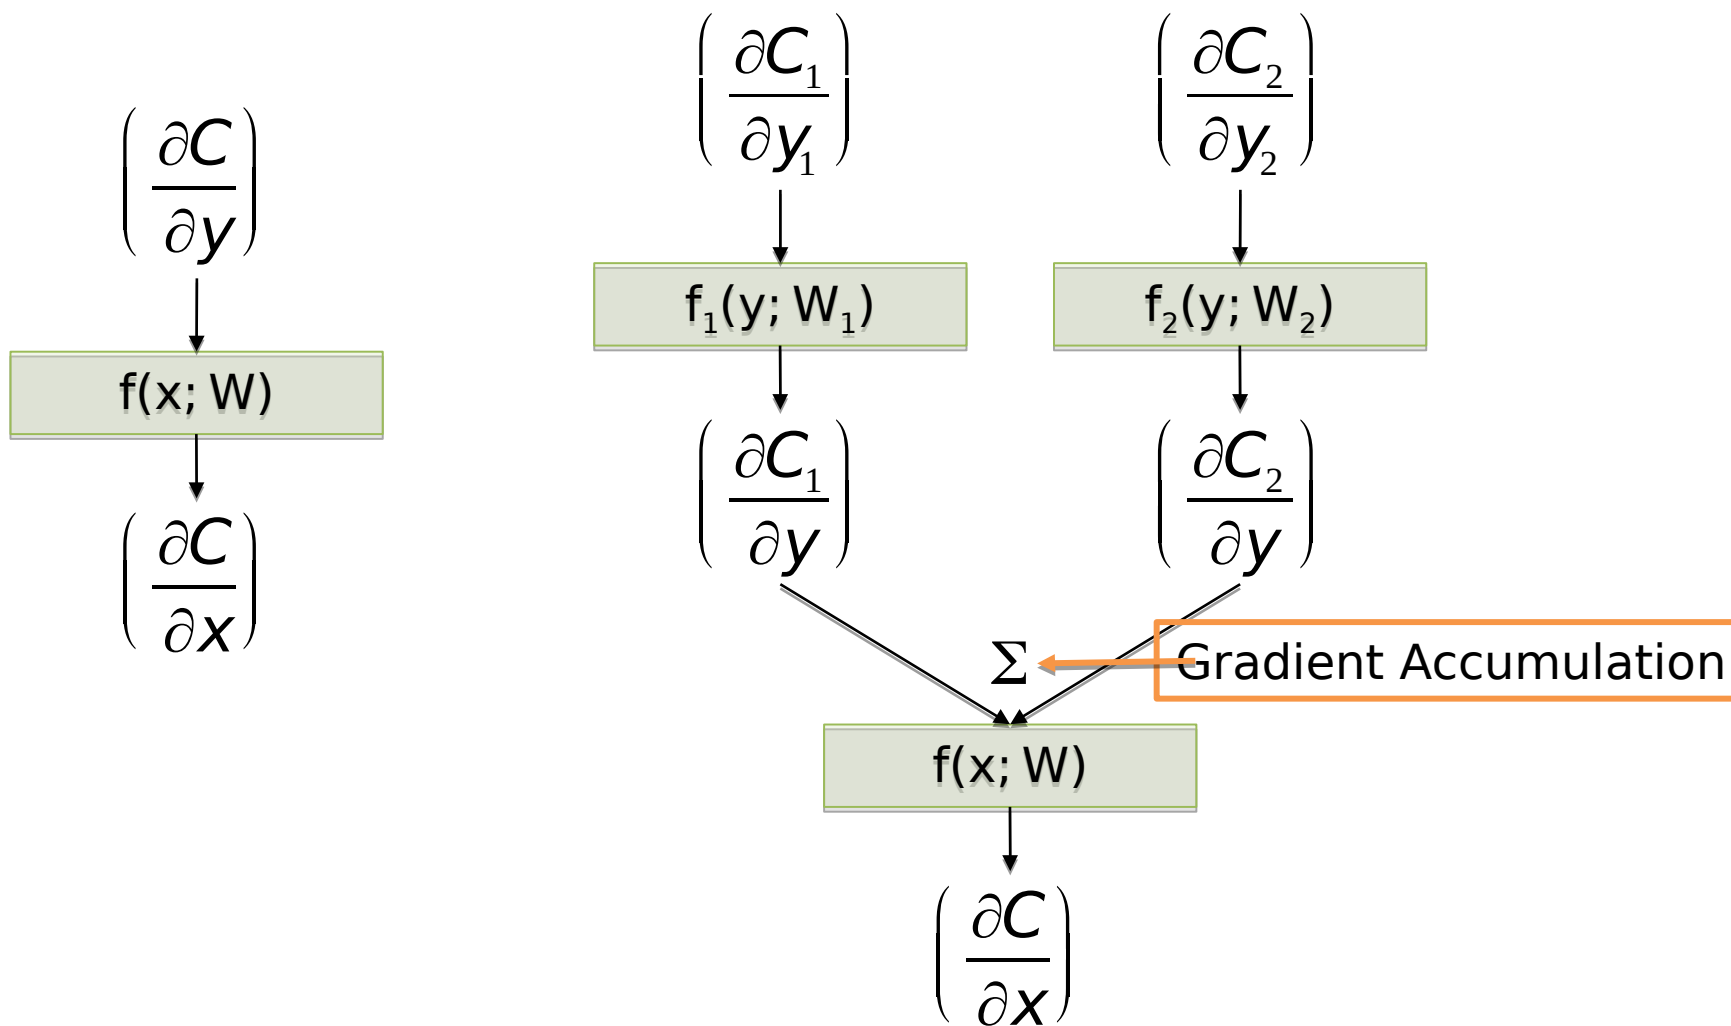 ∂C
∂y
f(x; W)
∂C
∂x
∂C₁
∂y₁
f₁(y; W₁)
∂C₁
∂y
∂C₂
∂y₂
f₂(y; W₂)
∂C₂
∂y
Σ
Gradient Accumulation
f(x; W)
∂C
∂x